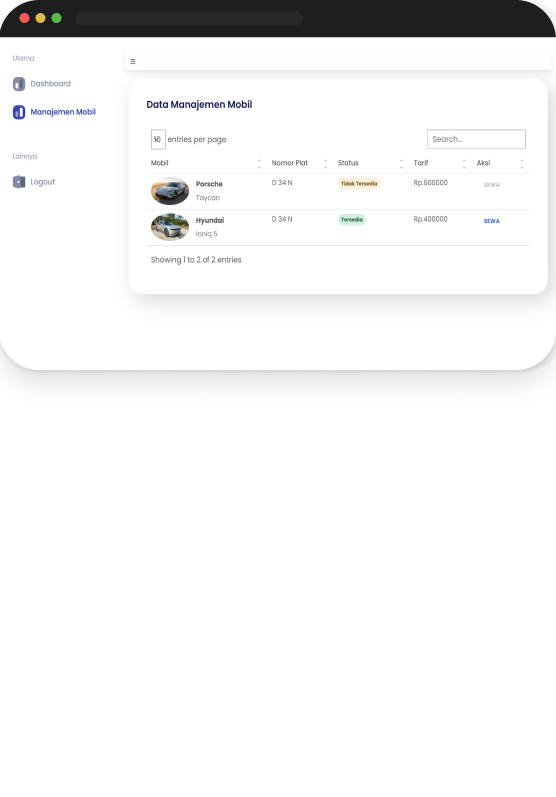 Utama
Dashboard
Manajemen Mobil
Lainnya
Logout
Data Manajemen Mobil
10 entries per page
Search...
Mobil Nomor Plat Status Tarif Aksi
Porsche D 34 N Tidak Tersedia Rp.600000 SEWA
Taycan
Hyundai D 34 N Tersedia Rp.400000 SEWA
Ioniq 5
Showing 1 to 2 of 2 entries